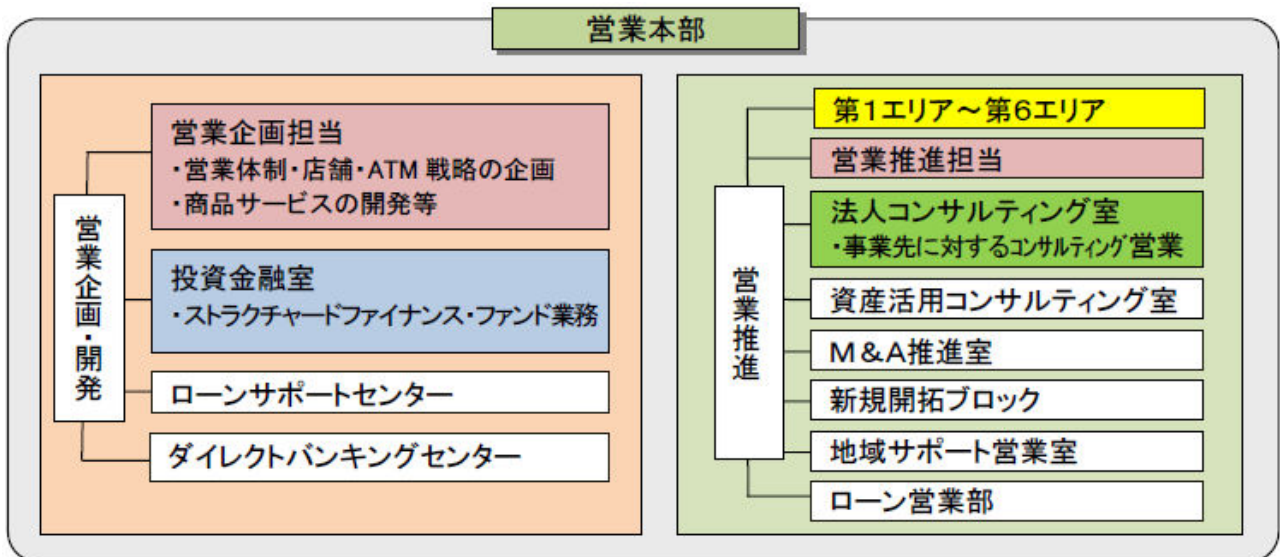 営業本部
営業企画・開発
営業企画担当
・営業体制・店舗・ATM 戦略の企画
・商品サービスの開発等
投資金融室
・ストラクチャードファイナンス・ファンド業務
ローンサポートセンター
ダイレクトバンキングセンター
営業推進
第１エリア～第６エリア
営業推進担当
法人コンサルティング室
・事業先に対するコンサルティング営業
資産活用コンサルティング室
Ｍ＆Ａ推進室
新規開拓ブロック
地域サポート営業室
ローン営業部